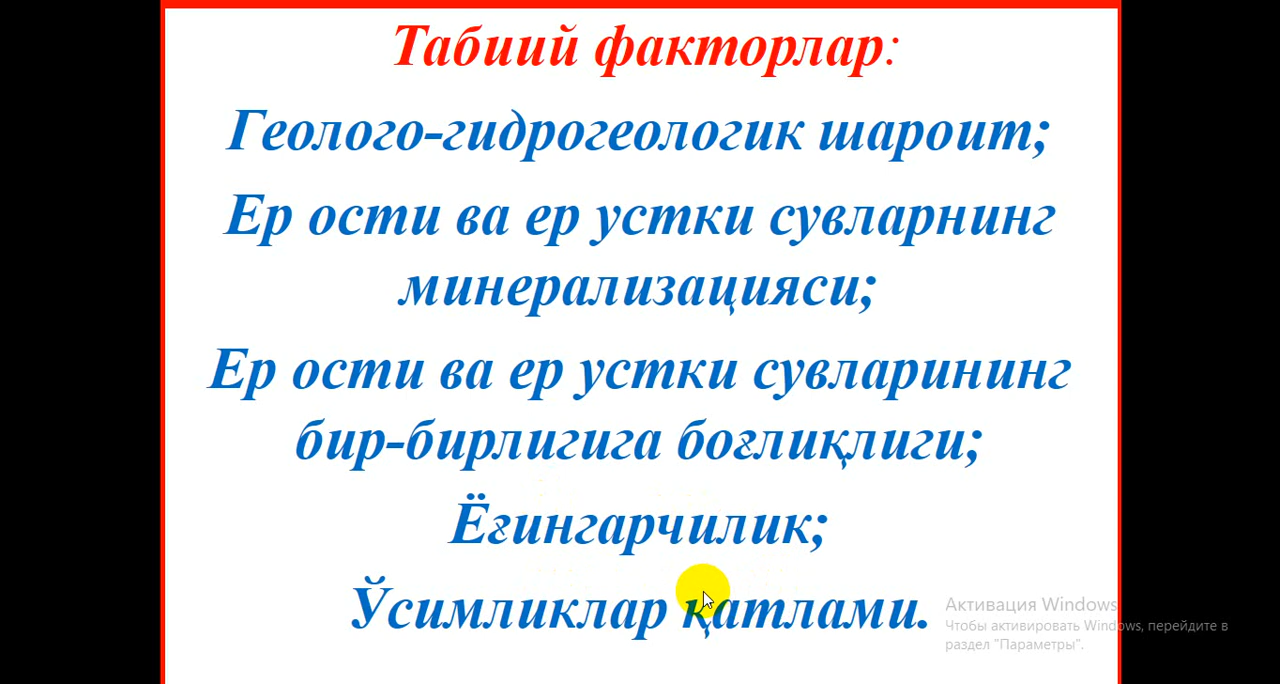 Табиий факторлар:
Геолого-гидрогеологик шароит;
Ер ости ва ер устки сувларнинг
минерализацияси;
Ер ости ва ер устки сувларининг
бир-бирлигига боғлиқлиги;
Ёғингарчилик;
Ўсимликлар қатлами.
Активация Windows
Чтобы активировать Windows, перейдите в
раздел "Параметры".